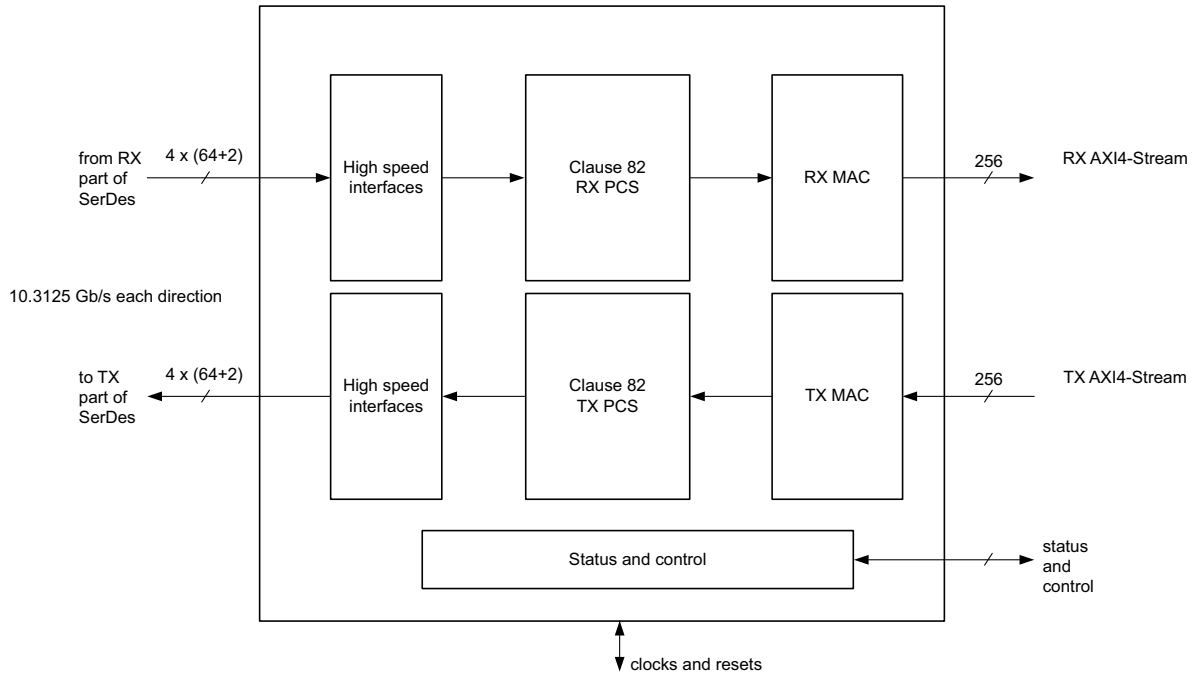 from RX
part of
SerDes
4 x (64+2)
High speed
interfaces
Clause 82
RX PCS
RX MAC
256
RX AXI4-Stream
10.3125 Gb/s each direction
to TX
part of
SerDes
4 x (64+2)
High speed
interfaces
Clause 82
TX PCS
TX MAC
256
TX AXI4-Stream
Status and control
status
and
control
clocks and resets